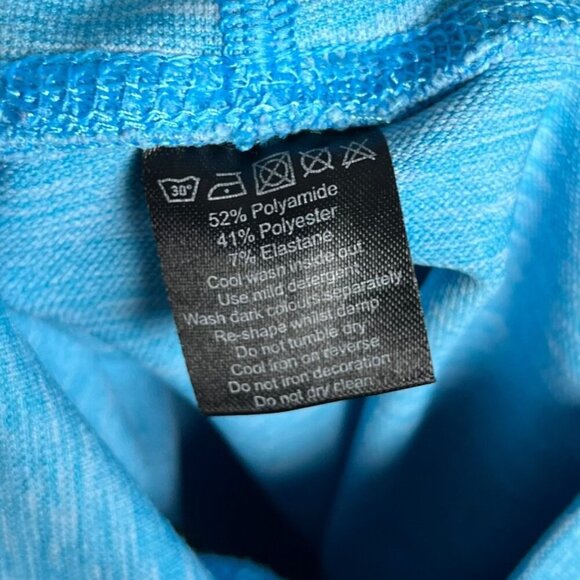 30°
52% Polyamide
41% Polyester
7% Elastane
Cool wash inside out
Use mild detergent
Wash dark colours separately
Re-shape whilst damp
Do not tumble dry
Cool iron on reverse
Do not iron decoration
Do not dry clean